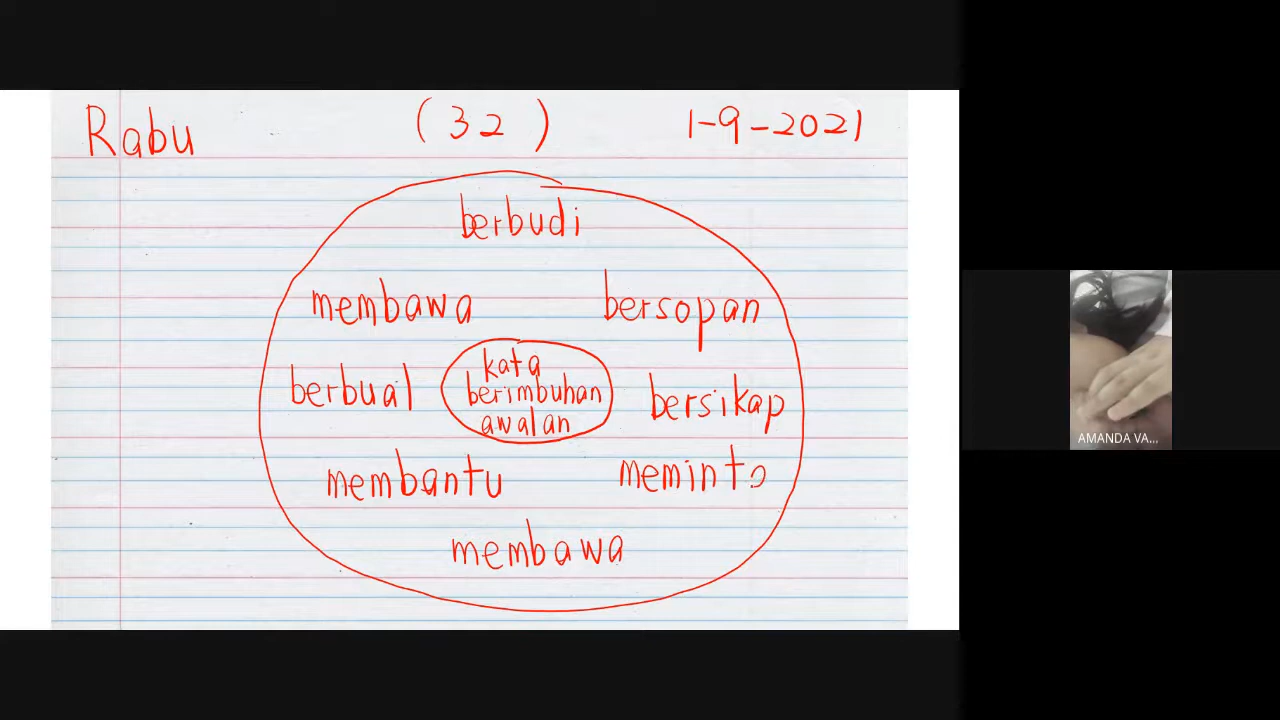 Rabu (32) 1-9-2021
berbudi
membawa bersopan
kata
berimbuhan
awalan
berbual bersikap
membantu meminta
membawa
AMANDA VA...